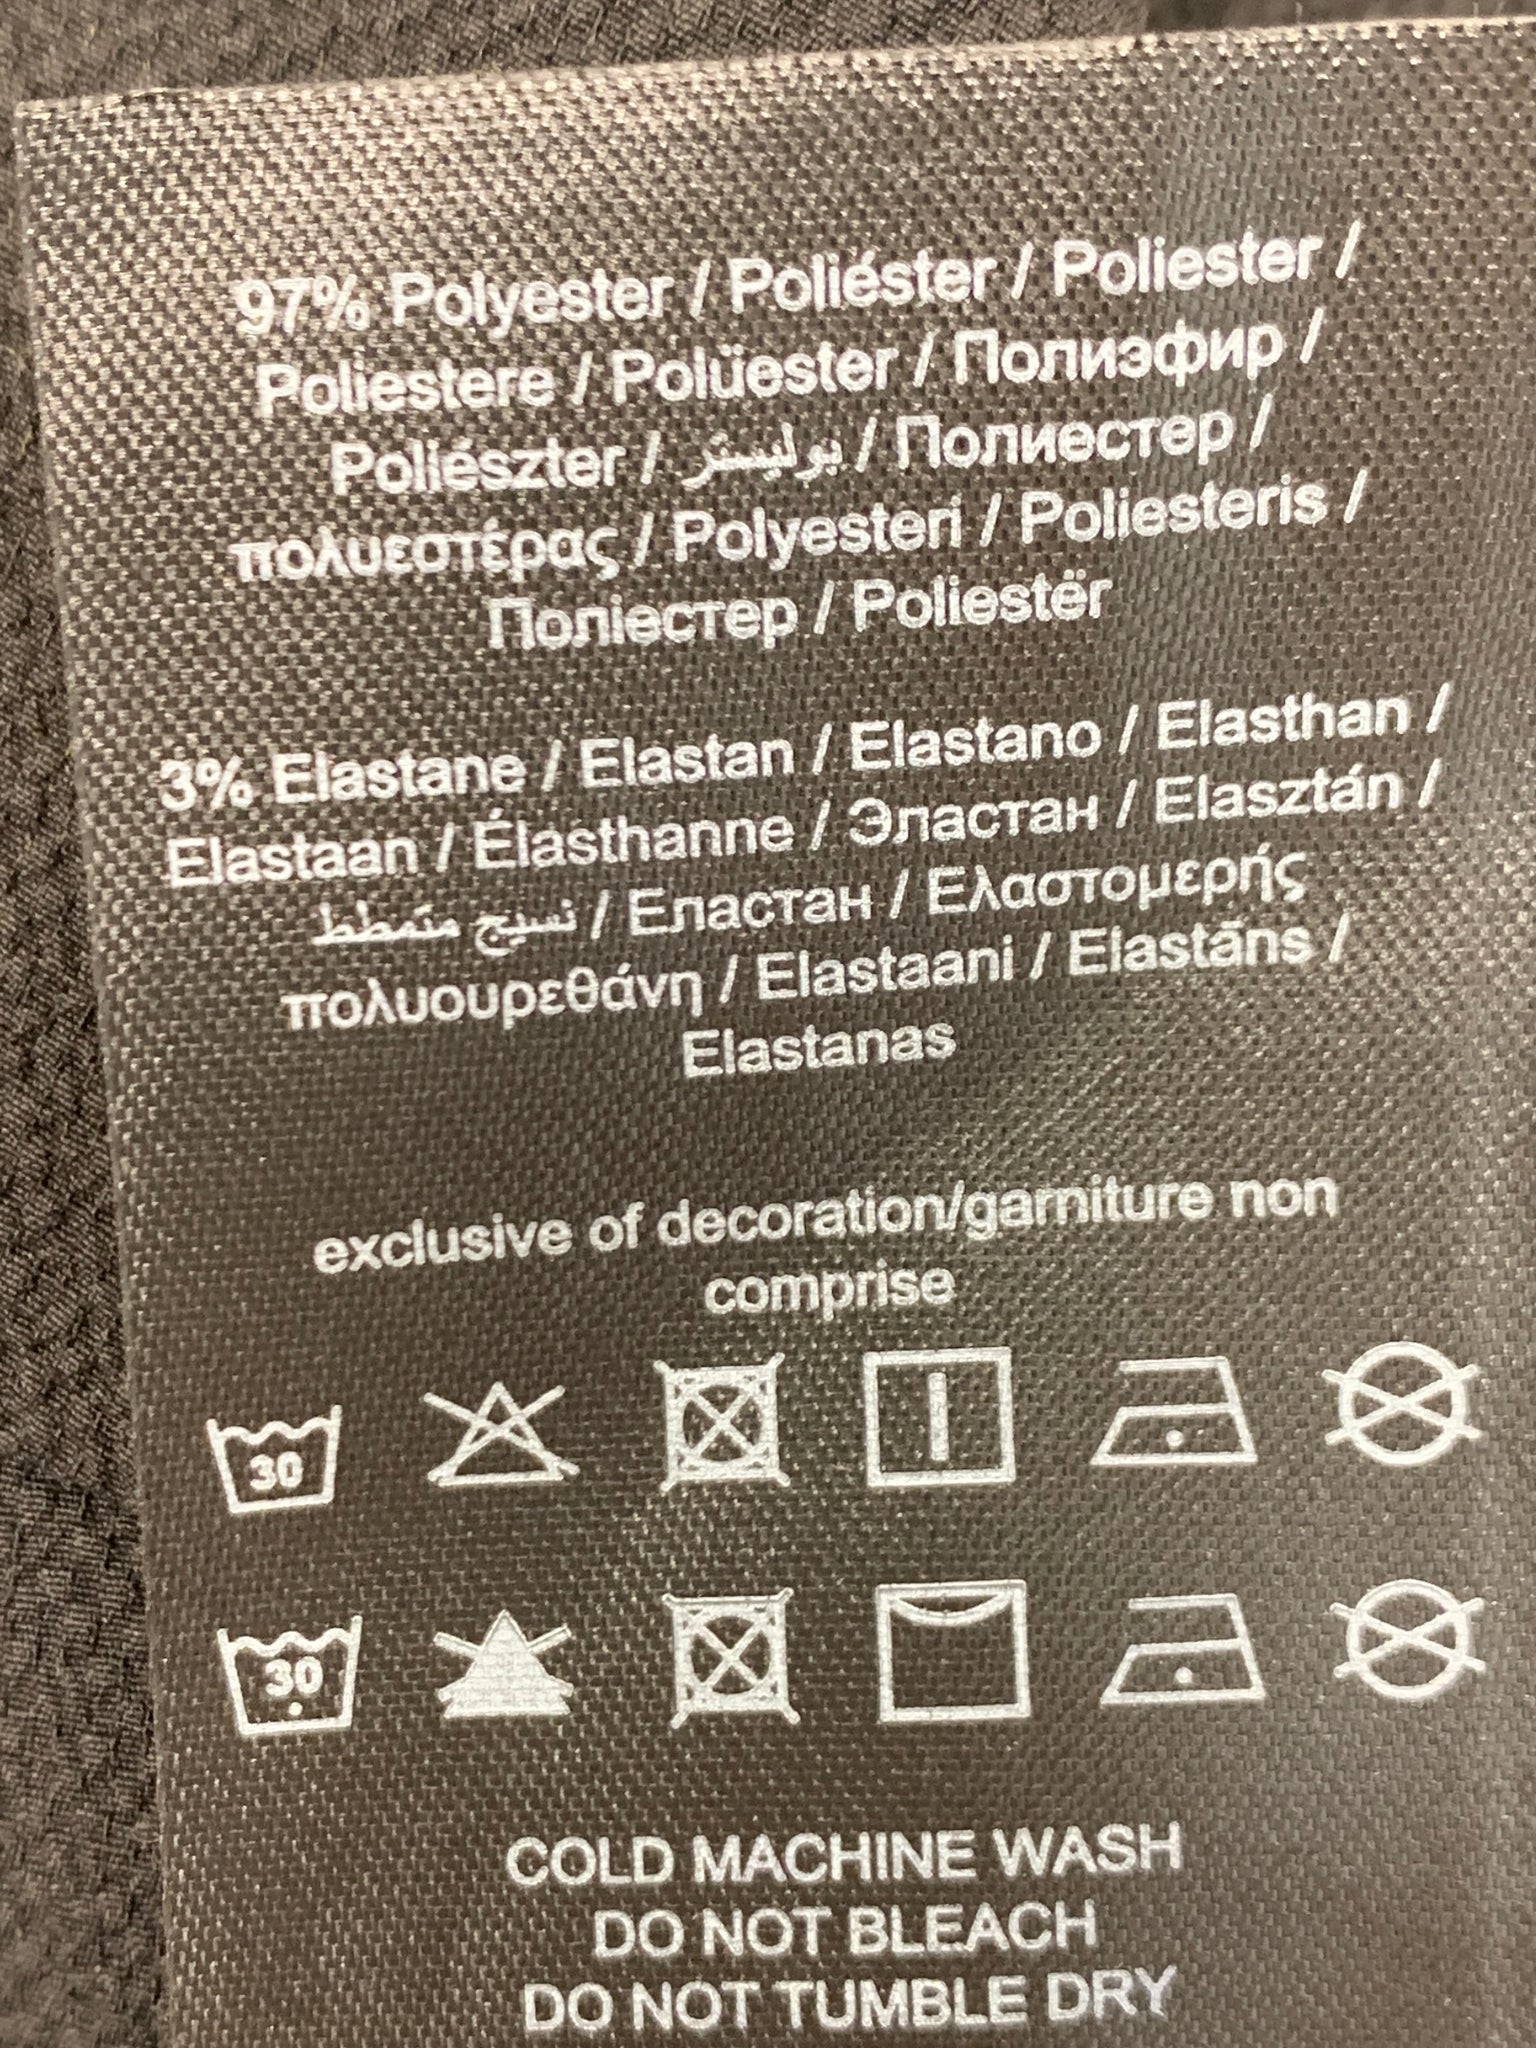 97% Polyester / Poliéster / Poliester /
Poliestere / Polüester / Полиэфир /
Poliészter / بوليستر / Полиестер /
πολυεστέρας / Polyesteri / Poliesteris /
Поліестер / Poliestër
3% Elastane / Elastan / Elastano / Elasthan /
Elastaan / Élasthanne / Эластан / Elasztán /
نسيج متمطط / Еластан / Ελαστομερής
πολυουρεθάνη / Elastaani / Elastāns /
Elastanas
exclusive of decoration/garniture non
comprise
30
30
COLD MACHINE WASH
DO NOT BLEACH
DO NOT TUMBLE DRY